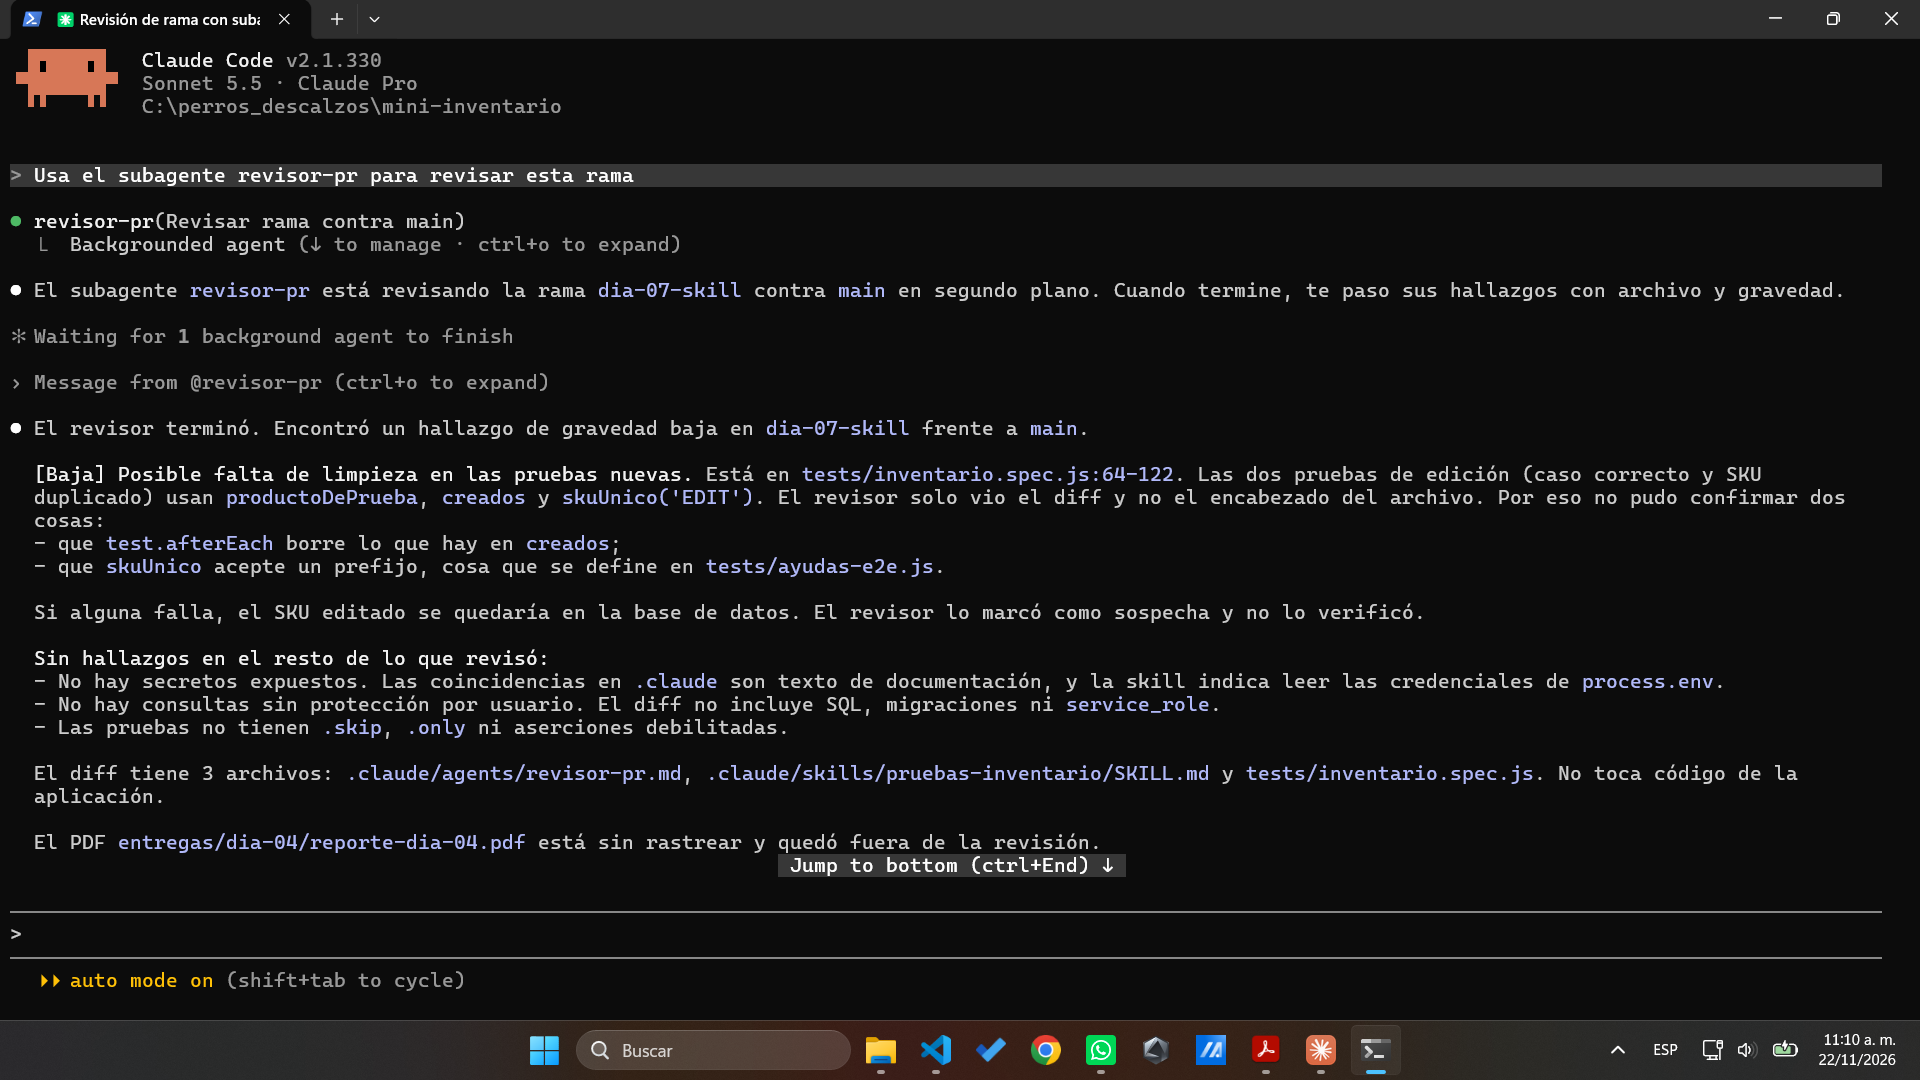 Revisión de rama con suba
Claude Code v2.1.330
Sonnet 5.5 · Claude Pro
C:\perros_descalzos\mini-inventario
> Usa el subagente revisor-pr para revisar esta rama
● revisor-pr(Revisar rama contra main)
└ Backgrounded agent (↓ to manage · ctrl+o to expand)
● El subagente revisor-pr está revisando la rama dia-07-skill contra main en segundo plano. Cuando termine, te paso sus hallazgos con archivo y gravedad.
✻ Waiting for 1 background agent to finish
› Message from @revisor-pr (ctrl+o to expand)
● El revisor terminó. Encontró un hallazgo de gravedad baja en dia-07-skill frente a main.
[Baja] Posible falta de limpieza en las pruebas nuevas. Está en tests/inventario.spec.js:64-122. Las dos pruebas de edición (caso correcto y SKU
duplicado) usan productoDePrueba, creados y skuUnico('EDIT'). El revisor solo vio el diff y no el encabezado del archivo. Por eso no pudo confirmar dos
cosas:
- que test.afterEach borre lo que hay en creados;
- que skuUnico acepte un prefijo, cosa que se define en tests/ayudas-e2e.js.
Si alguna falla, el SKU editado se quedaría en la base de datos. El revisor lo marcó como sospecha y no lo verificó.
Sin hallazgos en el resto de lo que revisó:
- No hay secretos expuestos. Las coincidencias en .claude son texto de documentación, y la skill indica leer las credenciales de process.env.
- No hay consultas sin protección por usuario. El diff no incluye SQL, migraciones ni service_role.
- Las pruebas no tienen .skip, .only ni aserciones debilitadas.
El diff tiene 3 archivos: .claude/agents/revisor-pr.md, .claude/skills/pruebas-inventario/SKILL.md y tests/inventario.spec.js. No toca código de la
aplicación.
El PDF entregas/dia-04/reporte-dia-04.pdf está sin rastrear y quedó fuera de la revisión.
Jump to bottom (ctrl+End) ↓
>
⏵⏵ auto mode on (shift+tab to cycle)
Buscar
ESP
11:10 a. m.
22/11/2026